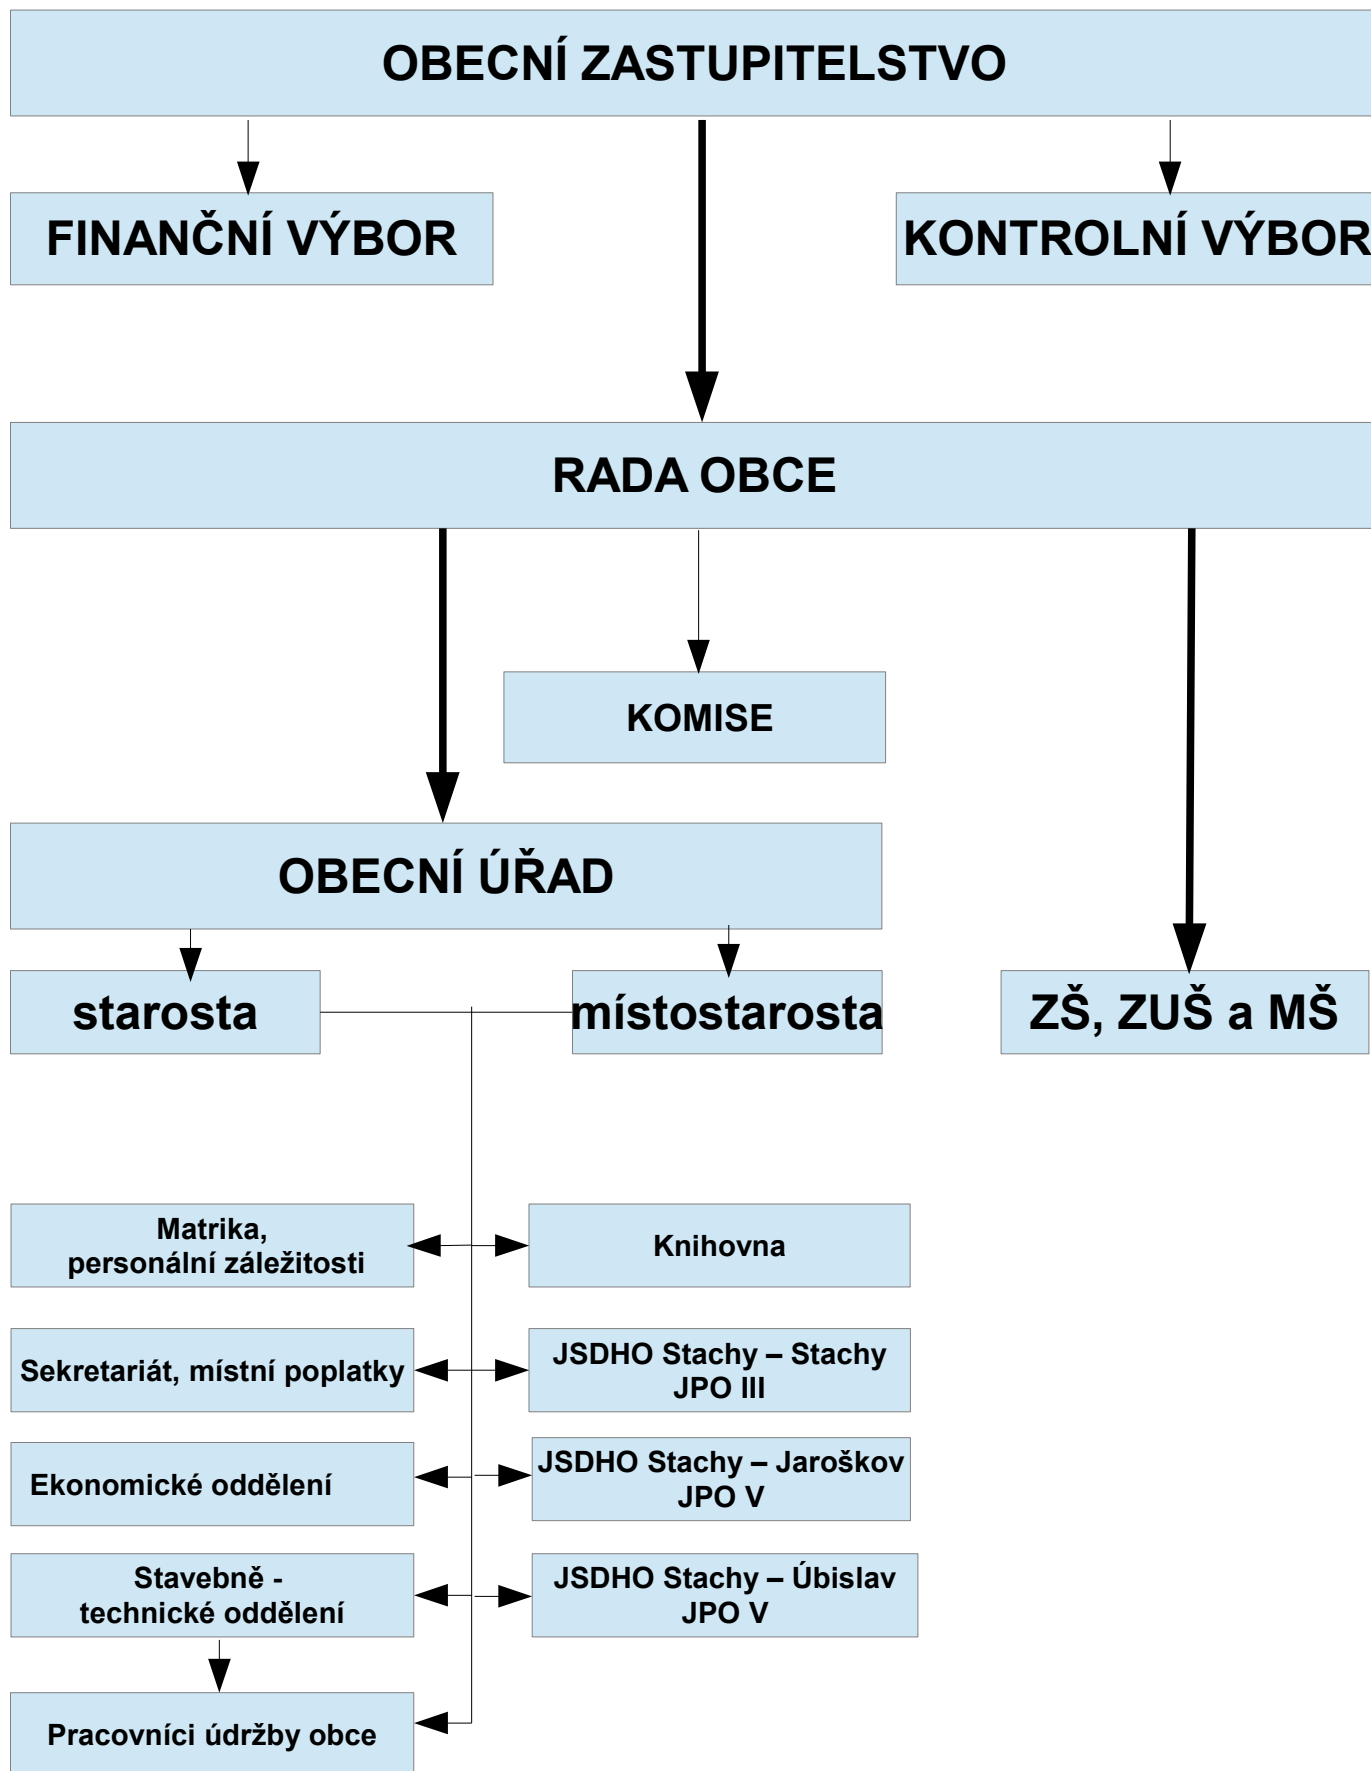 OBECNÍ ZASTUPITELSTVO
FINANČNÍ VÝBOR
KONTROLNÍ VÝBOR
RADA OBCE
KOMISE
OBECNÍ ÚŘAD
starosta
místostarosta
ZŠ, ZUŠ a MŠ
Matrika,
personální záležitosti
Knihovna
Sekretariát, místní poplatky
JSDHO Stachy – Stachy
JPO III
Ekonomické oddělení
JSDHO Stachy – Jaroškov
JPO V
Stavebně -
technické oddělení
JSDHO Stachy – Úbislav
JPO V
Pracovníci údržby obce